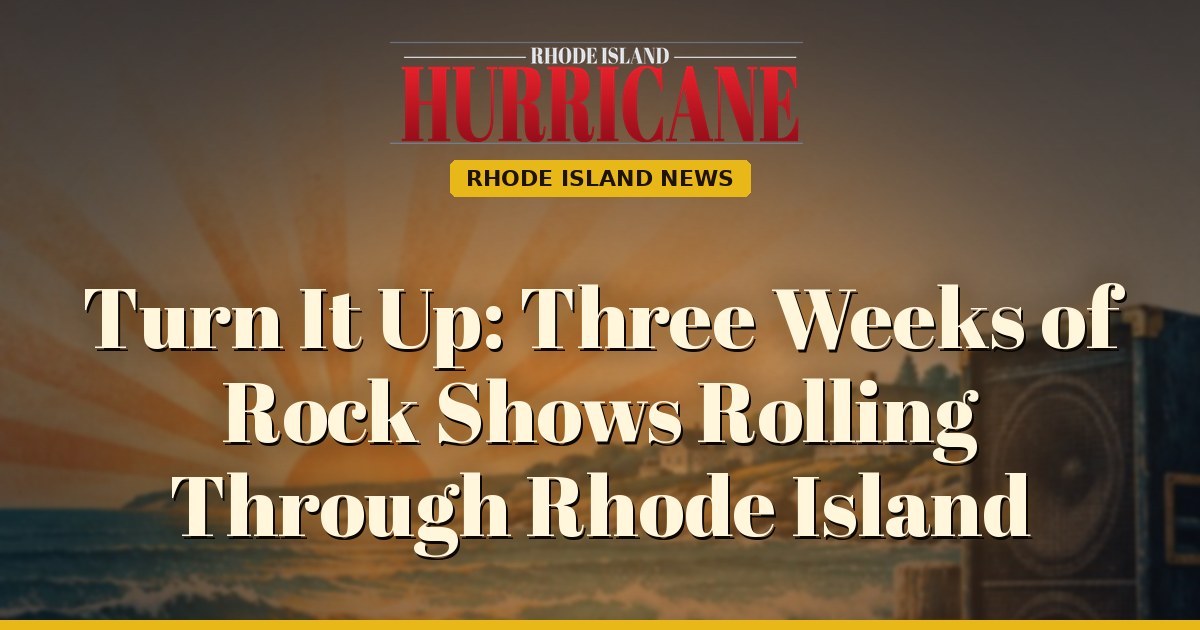 RHODE ISLAND
HURRICANE
RHODE ISLAND NEWS
Turn It Up: Three Weeks of
Rock Shows Rolling
Through Rhode Island